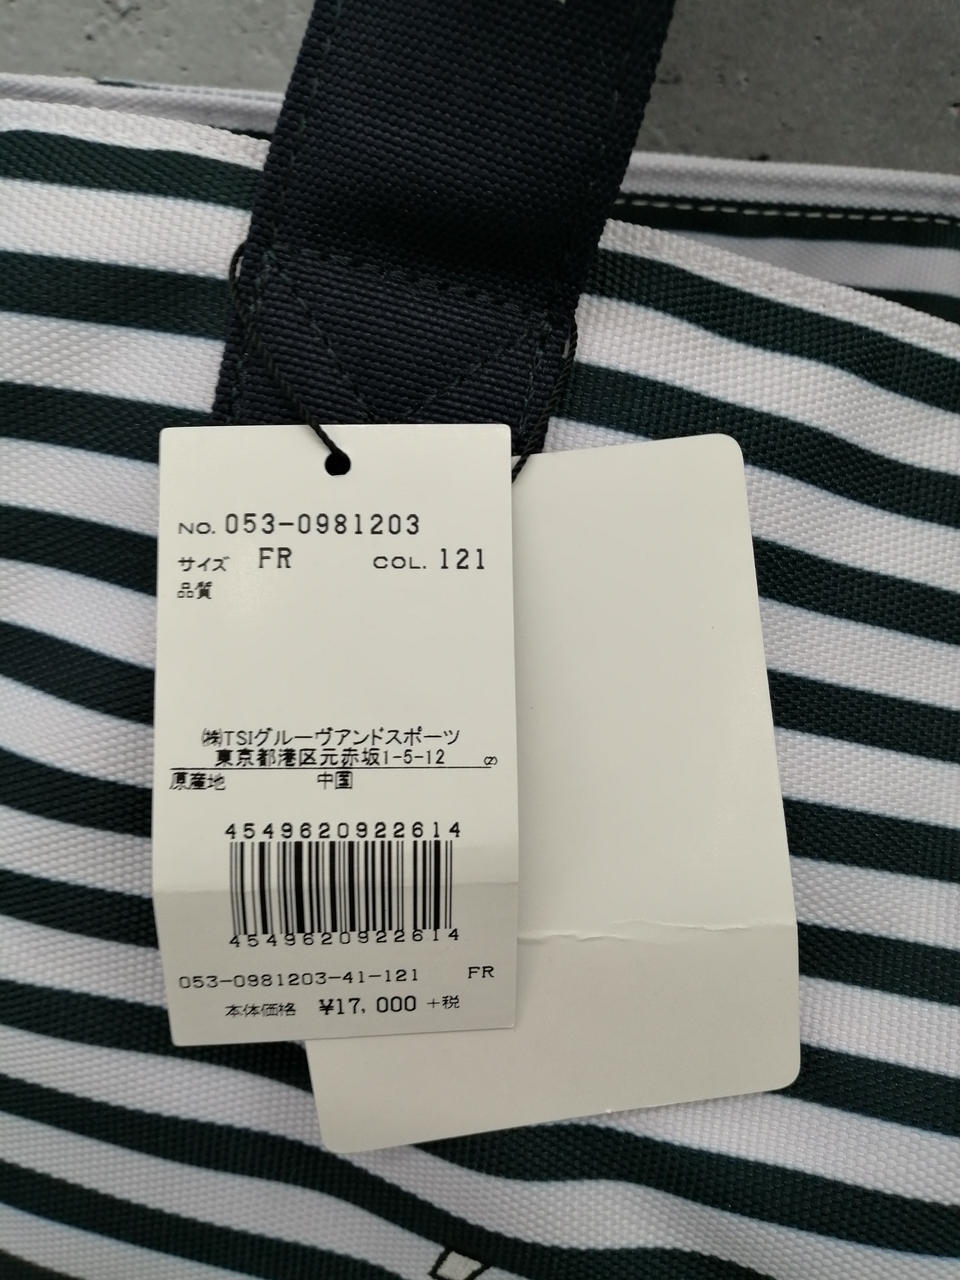 NO. 053-0981203
サイズ FR COL. 121
品質
㈱TSIグルーヴアンドスポーツ
東京都港区元赤坂1-5-12 (Z)
原産地 中国
4549620922614
4549620922614
053-0981203-41-121 FR
本体価格 ¥17,000 +税